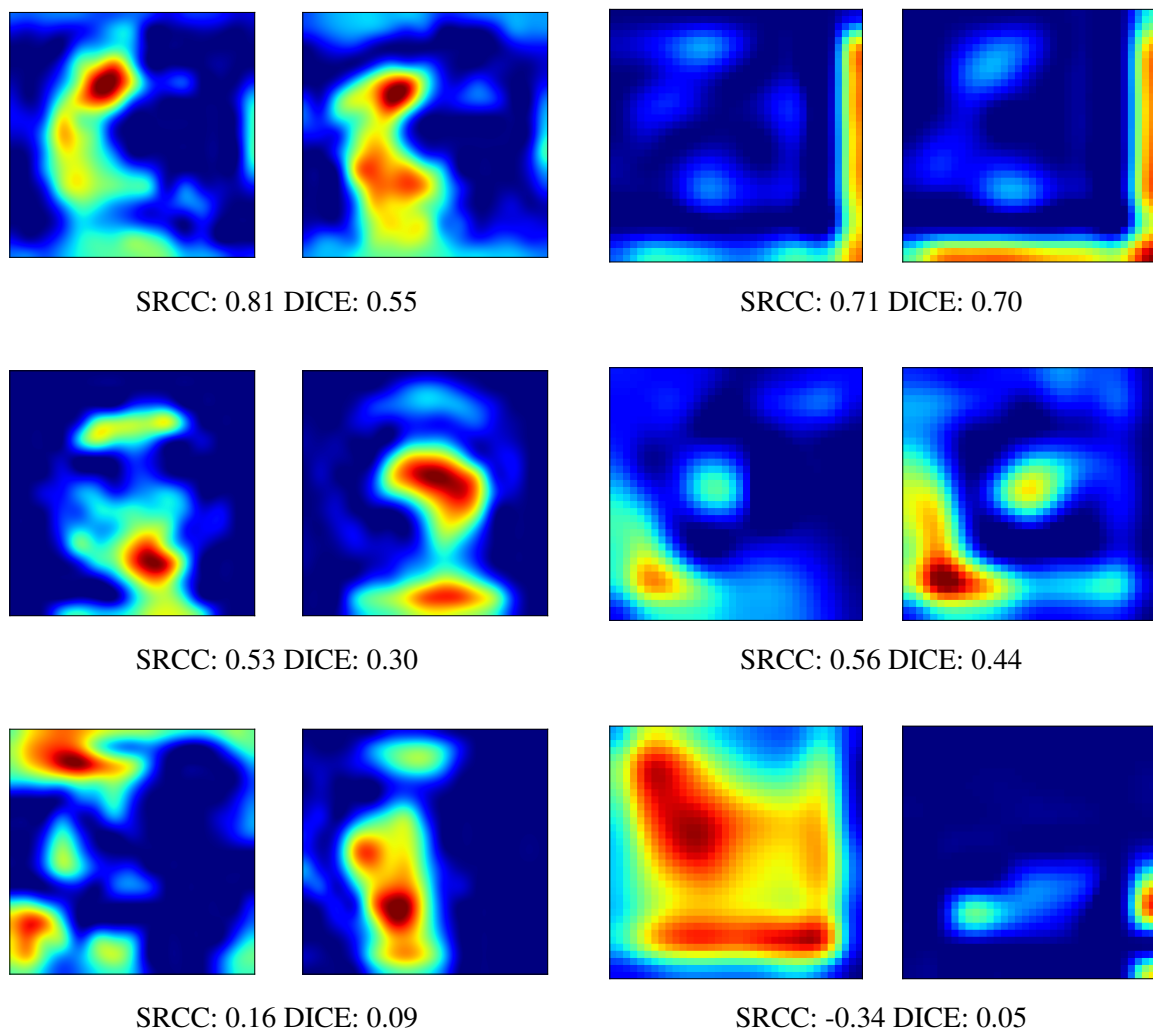 SRCC: 0.81 DICE: 0.55
SRCC: 0.71 DICE: 0.70
SRCC: 0.53 DICE: 0.30
SRCC: 0.56 DICE: 0.44
SRCC: 0.16 DICE: 0.09
SRCC: -0.34 DICE: 0.05